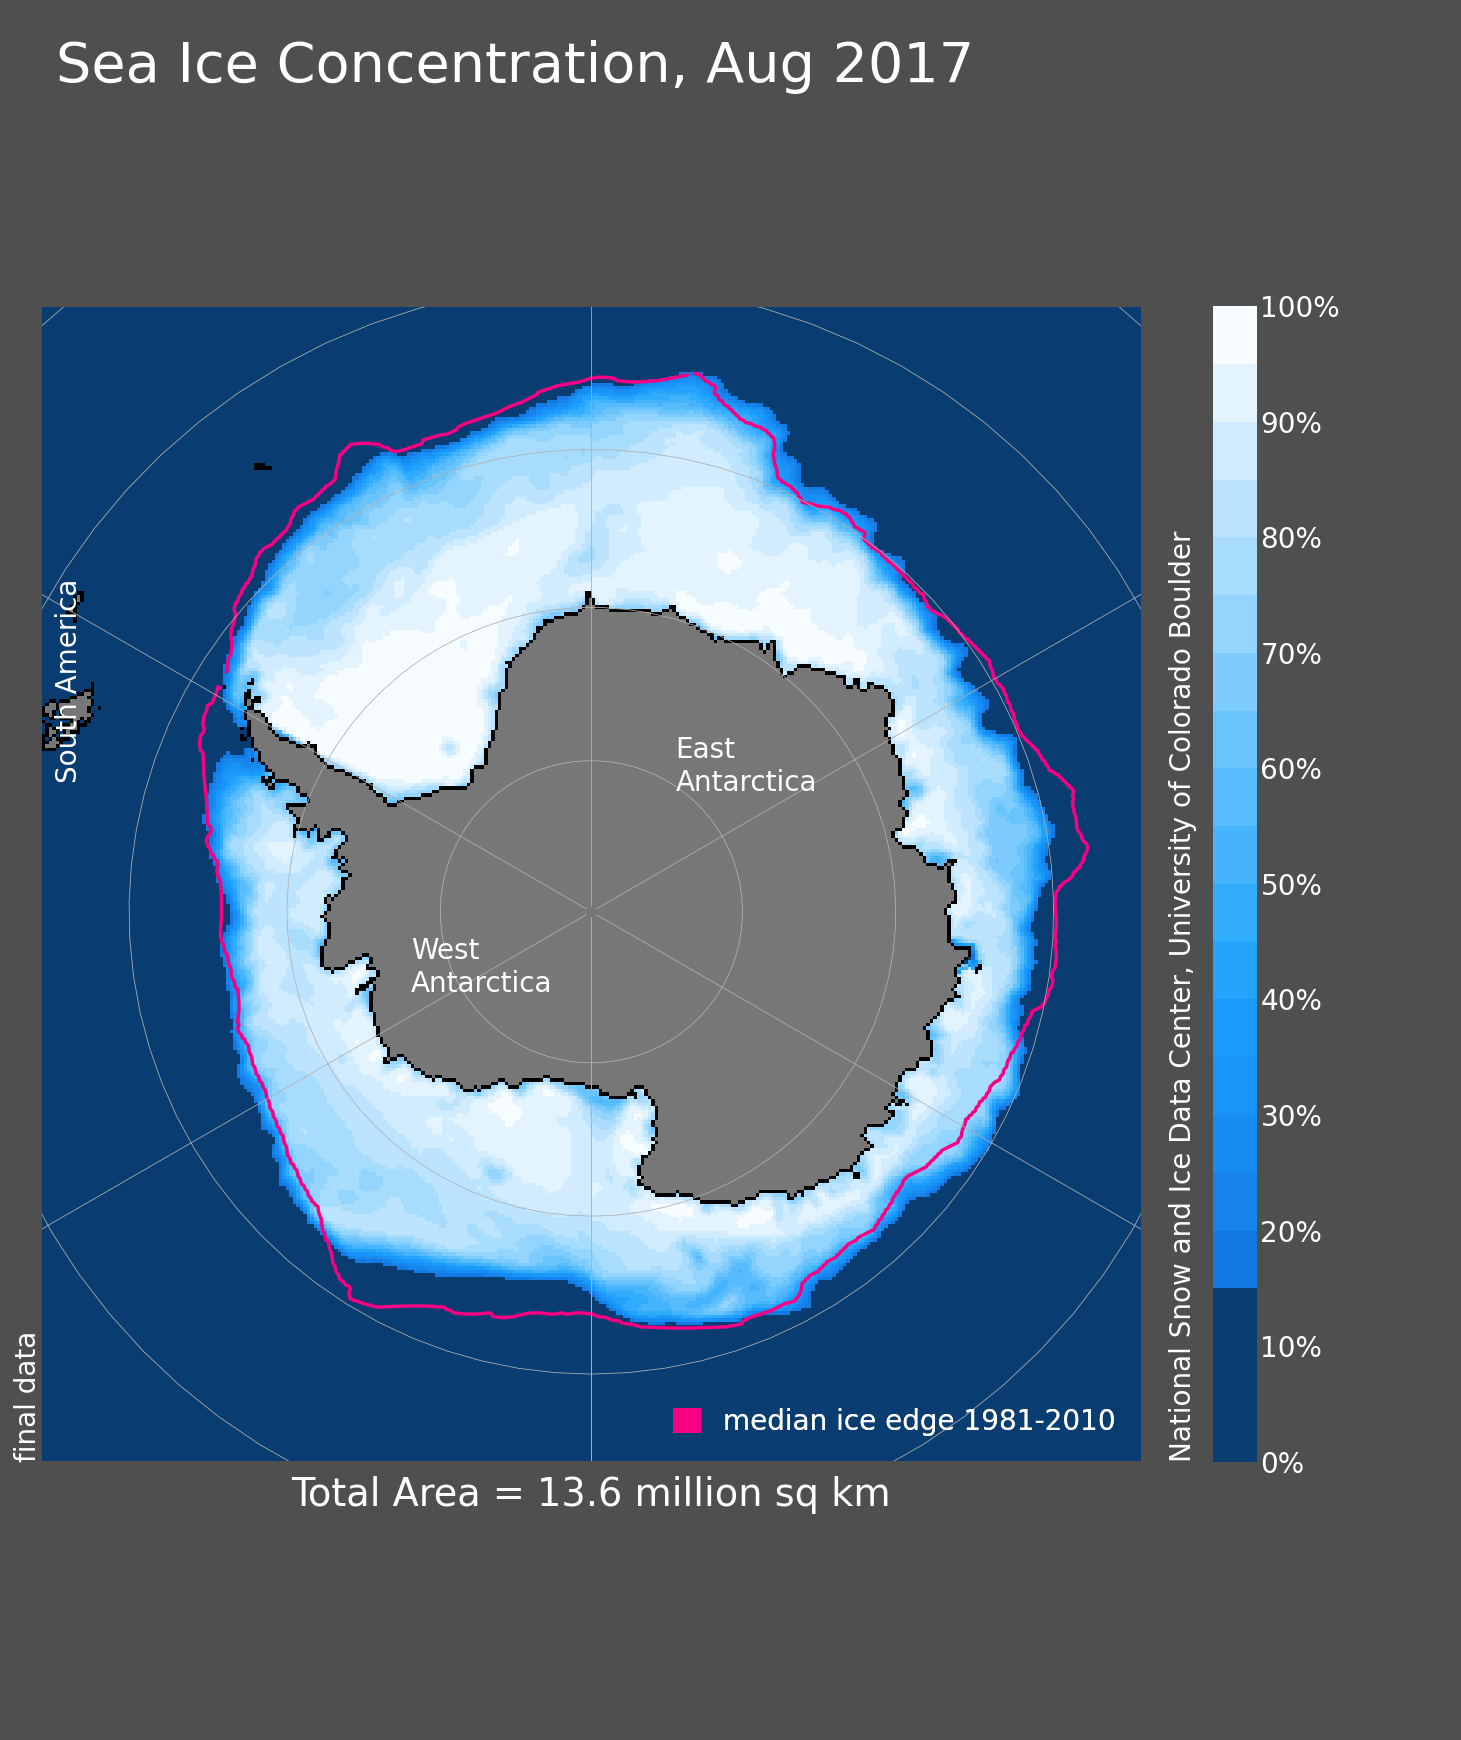 Sea Ice Concentration, Aug 2017
South America
East
Antarctica
West
Antarctica
median ice edge 1981-2010
final data
Total Area = 13.6 million sq km
National Snow and Ice Data Center, University of Colorado Boulder
100%
90%
80%
70%
60%
50%
40%
30%
20%
10%
0%